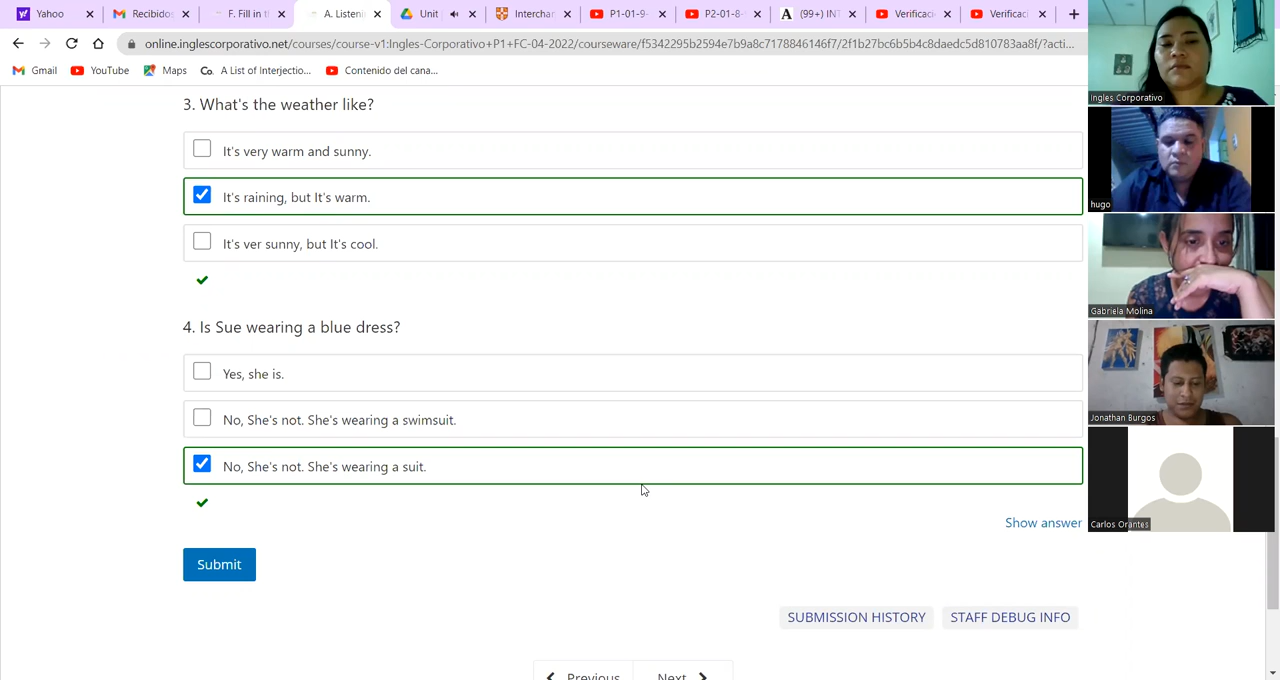 Yahoo
Recibidos
F. Fill in t
A. Listenin
Unit
Interchan
P1-01-9-
P2-01-8-
(99+) IN
Verificació
Verificaci
online.inglescorporativo.net/courses/course-v1:Ingles-Corporativo+P1+FC-04-2022/courseware/f5342295b2594e7b9a8c7178846146f7/2f1b27bc6b5b4c8daedc5d810783aa8f/?acti...
Gmail
YouTube
Maps
Co. A List of Interjectio...
Contenido del cana...
3. What's the weather like?
It's very warm and sunny.
It's raining, but It's warm.
It's ver sunny, but It's cool.
4. Is Sue wearing a blue dress?
Yes, she is.
No, She's not. She's wearing a swimsuit.
No, She's not. She's wearing a suit.
Show answer
Submit
SUBMISSION HISTORY
STAFF DEBUG INFO
Previous
Next
Ingles Corporativo
hugo
Gabriela Molina
Jonathan Burgos
Carlos Orantes